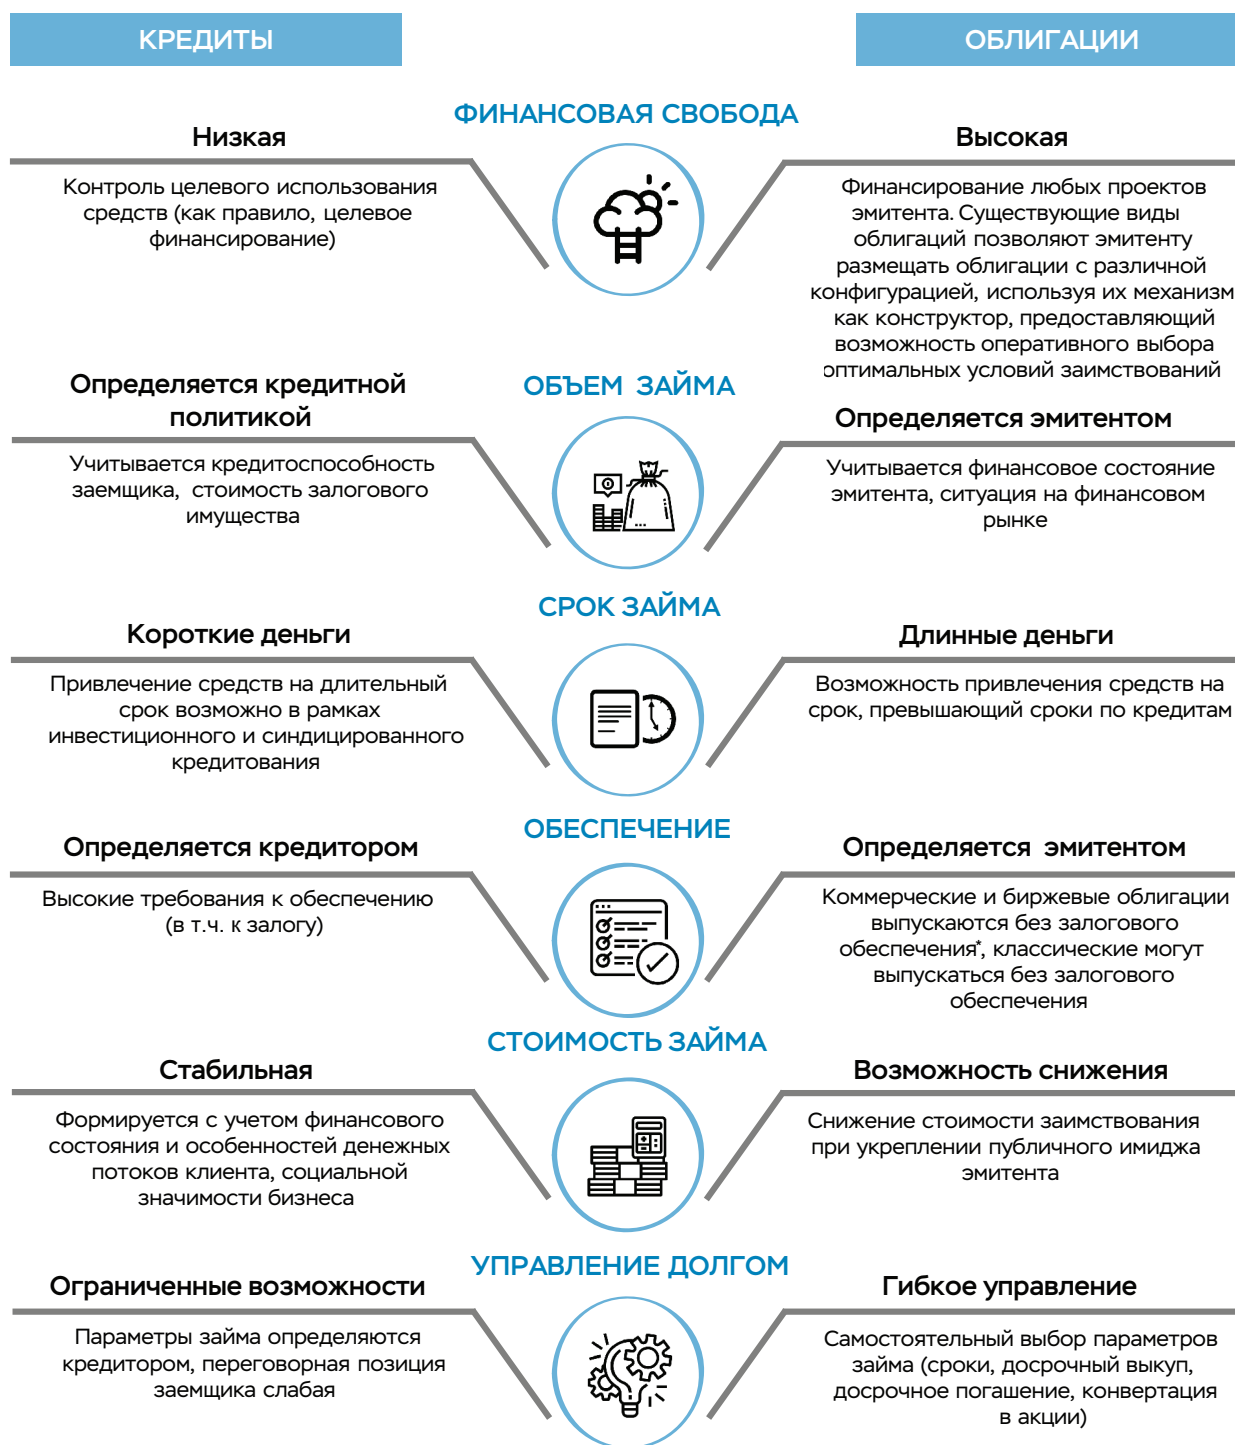 КРЕДИТЫ
ОБЛИГАЦИИ
ФИНАНСОВАЯ СВОБОДА
Низкая
Контроль целевого использования
средств (как правило, целевое
финансирование)
Высокая
Финансирование любых проектов
эмитента. Существующие виды
облигаций позволяют эмитенту
размещать облигации с различной
конфигурацией, используя их механизм
как конструктор, предоставляющий
возможность оперативного выбора
оптимальных условий заимствований
ОБЪЕМ ЗАЙМА
Определяется кредитной
политикой
Учитывается кредитоспособность
заемщика, стоимость залогового
имущества
Определяется эмитентом
Учитывается финансовое состояние
эмитента, ситуация на финансовом
рынке
СРОК ЗАЙМА
Короткие деньги
Привлечение средств на длительный
срок возможно в рамках
инвестиционного и синдицированного
кредитования
Длинные деньги
Возможность привлечения средств на
срок, превышающий сроки по кредитам
ОБЕСПЕЧЕНИЕ
Определяется кредитором
Высокие требования к обеспечению
(в т.ч. к залогу)
Определяется эмитентом
Коммерческие и биржевые облигации
выпускаются без залогового
обеспечения*, классические могут
выпускаться без залогового
обеспечения
СТОИМОСТЬ ЗАЙМА
Стабильная
Формируется с учетом финансового
состояния и особенностей денежных
потоков клиента, социальной
значимости бизнеса
Возможность снижения
Снижение стоимости заимствования
при укреплении публичного имиджа
эмитента
УПРАВЛЕНИЕ ДОЛГОМ
Ограниченные возможности
Параметры займа определяются
кредитором, переговорная позиция
заемщика слабая
Гибкое управление
Самостоятельный выбор параметров
займа (сроки, досрочный выкуп,
досрочное погашение, конвертация
в акции)